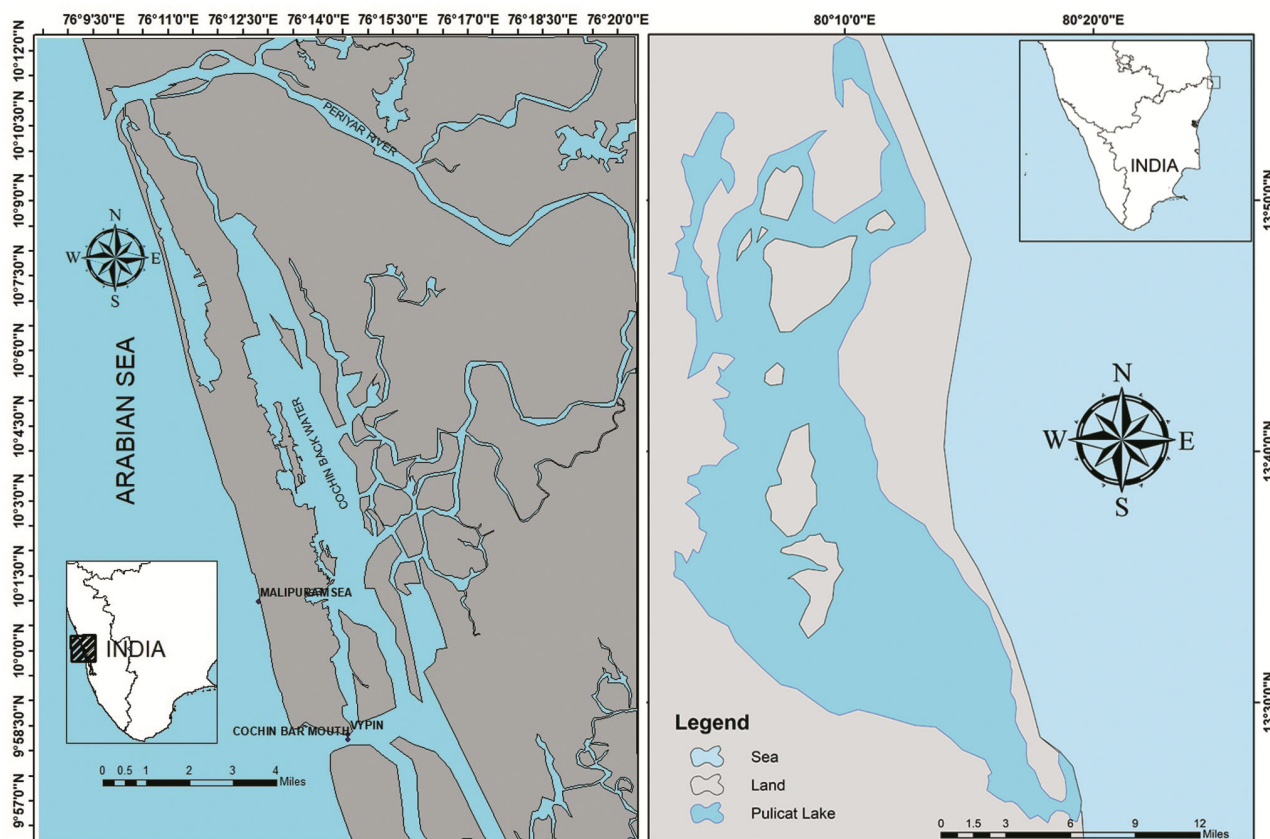 76°9'30"E 76°11'0"E 76°12'30"E 76°14'0"E 76°15'30"E 76°17'0"E 76°18'30"E 76°20'0"E
10°12'0"N
10°10'30"N
10°9'0"N
10°7'30"N
10°6'0"N
10°4'30"N
10°3'0"N
10°1'30"N
10°0'0"N
9°58'30"N
9°57'0"N
PERIYAR RIVER
N
W E
S
ARABIAN SEA
COCHIN BACK WATER
MALIPURAM SEA
INDIA
COCHIN BAR MOUTH
VYPIN
0 0.5 1 2 3 4
Miles
80°10'0"E 80°20'0"E
INDIA
13°50'0"N
N
W E
S
13°40'0"N
13°30'0"N
Legend
Sea
Land
Pulicat Lake
0 1.5 3 6 9 12
Miles